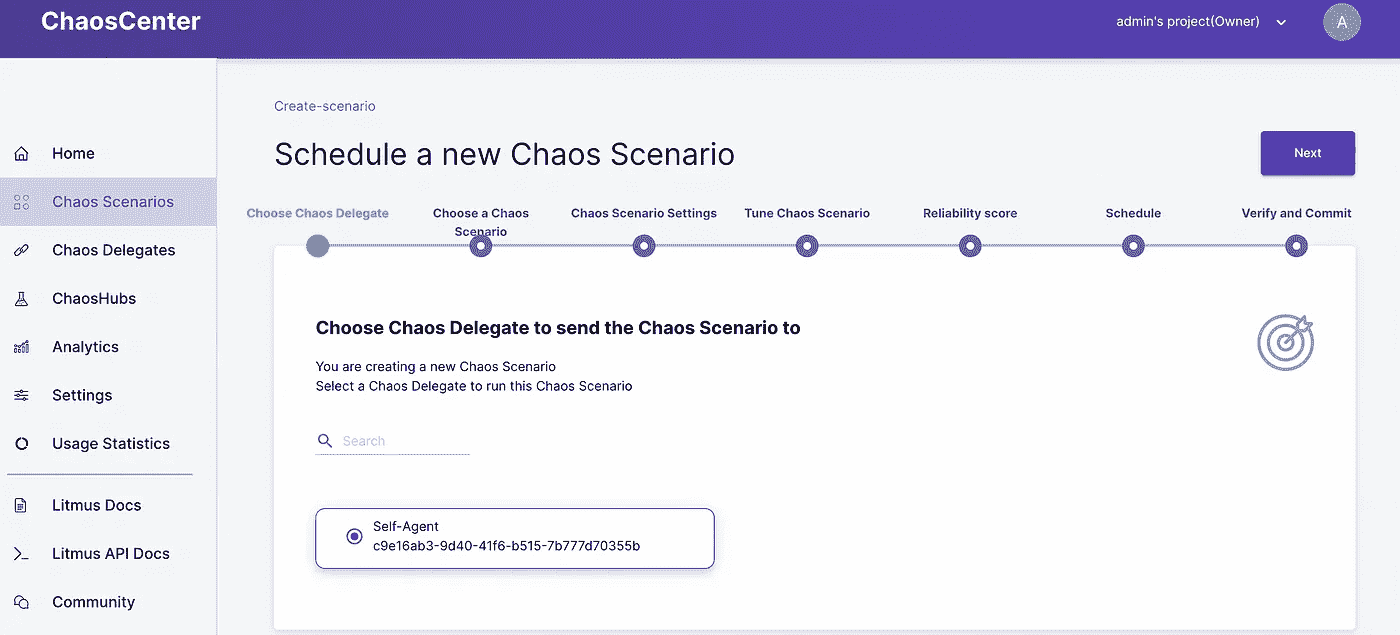 ChaosCenter
admin's project(Owner)
A
Home
Chaos Scenarios
Chaos Delegates
ChaosHubs
Analytics
Settings
Usage Statistics
Litmus Docs
Litmus API Docs
Community
Create-scenario
Schedule a new Chaos Scenario
Next
Choose Chaos Delegate
Choose a Chaos
Scenario
Chaos Scenario Settings
Tune Chaos Scenario
Reliability score
Schedule
Verify and Commit
Choose Chaos Delegate to send the Chaos Scenario to
You are creating a new Chaos Scenario
Select a Chaos Delegate to run this Chaos Scenario
Search
Self-Agent
c9e16ab3-9d40-41f6-b515-7b777d70355b